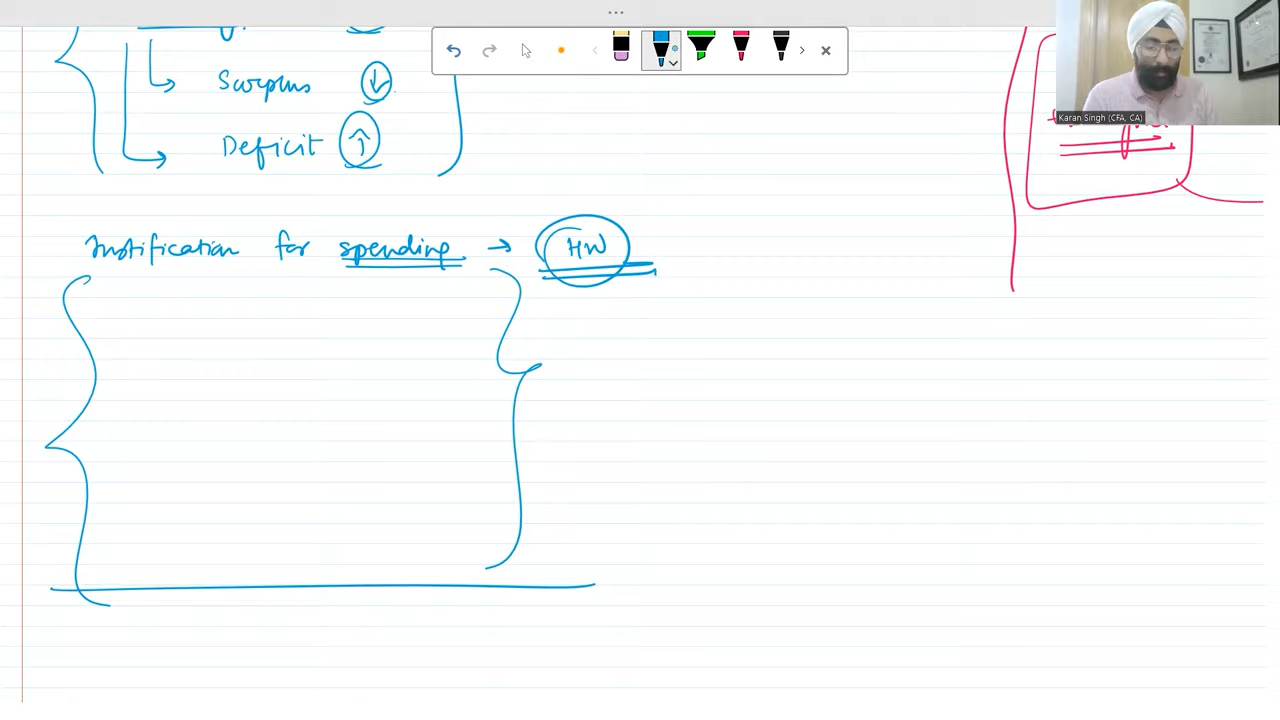 Surplus ↓
Deficit ↑
Justification for spending → HW
Karan Singh (CFA, CA)